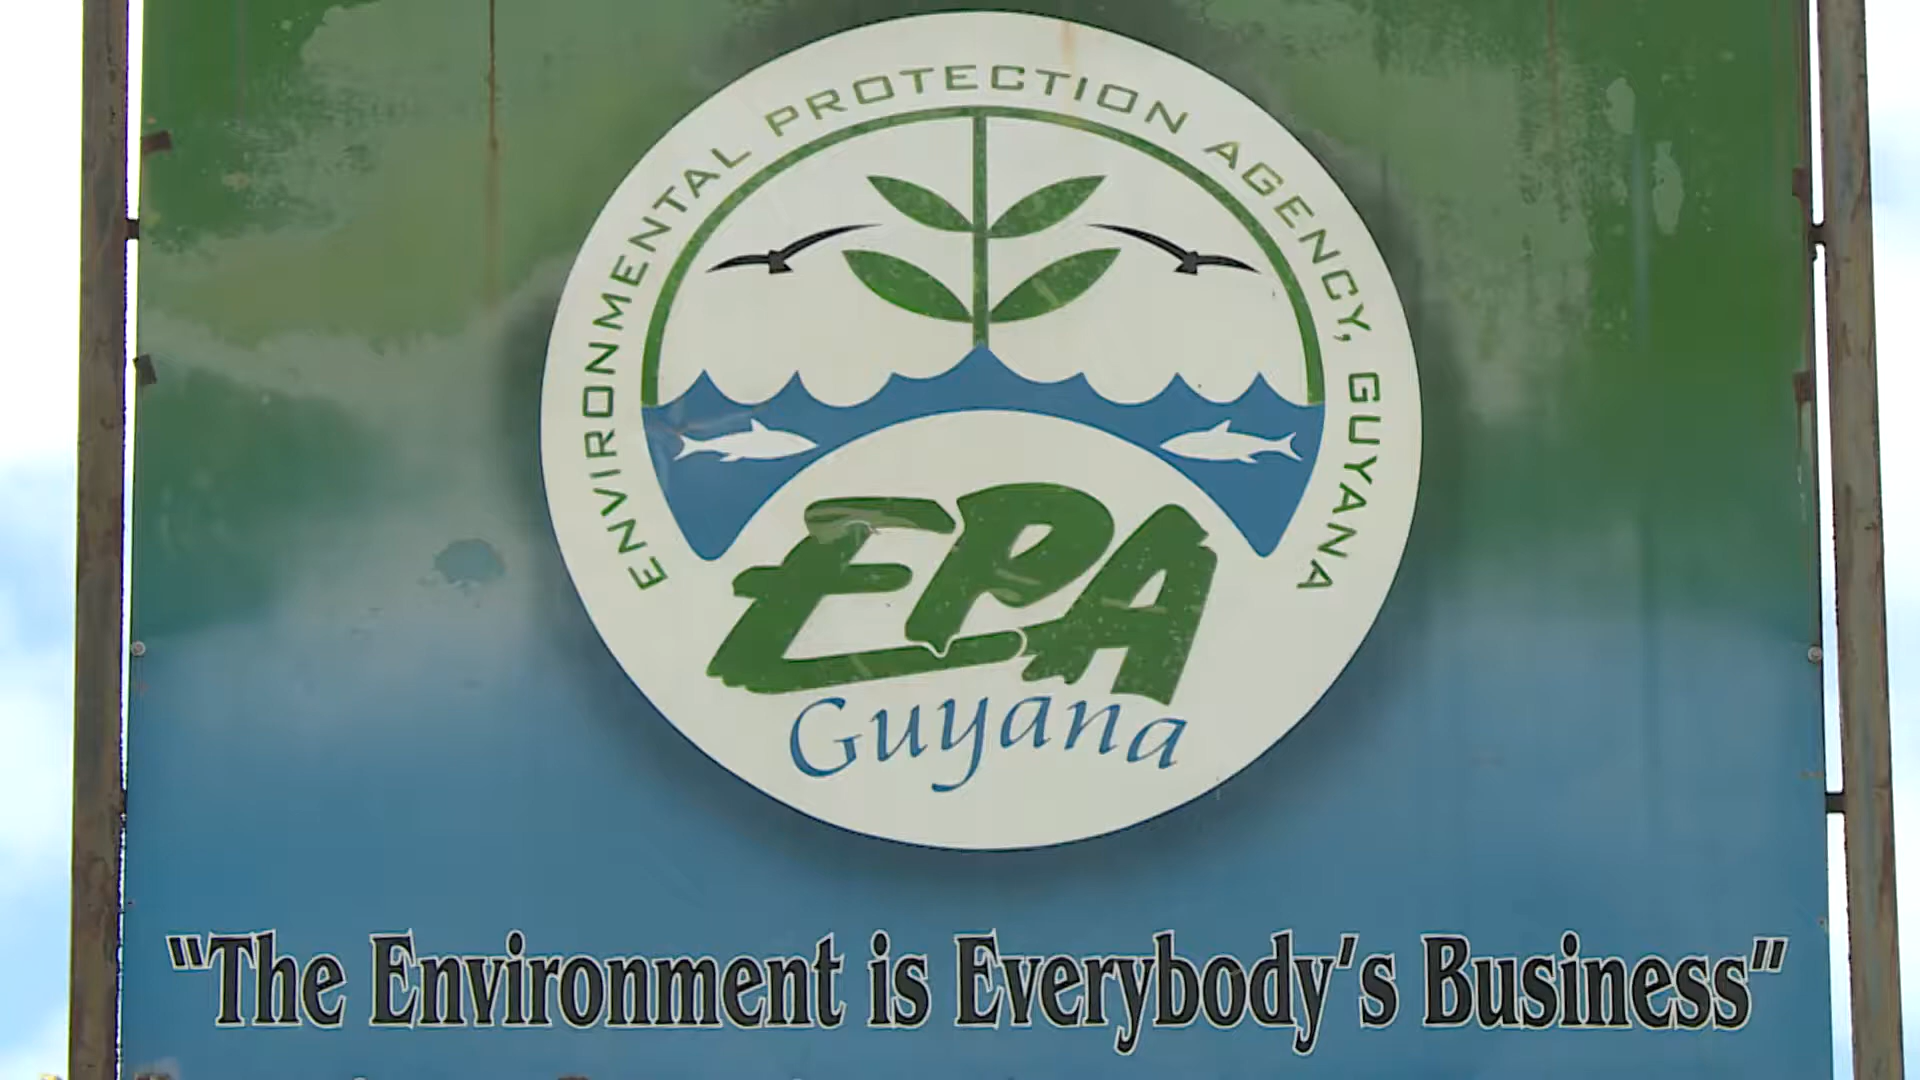 ENVIRONMENTAL PROTECTION AGENCY, GUYANA
EPA
Guyana
“The Environment is Everybody’s Business”